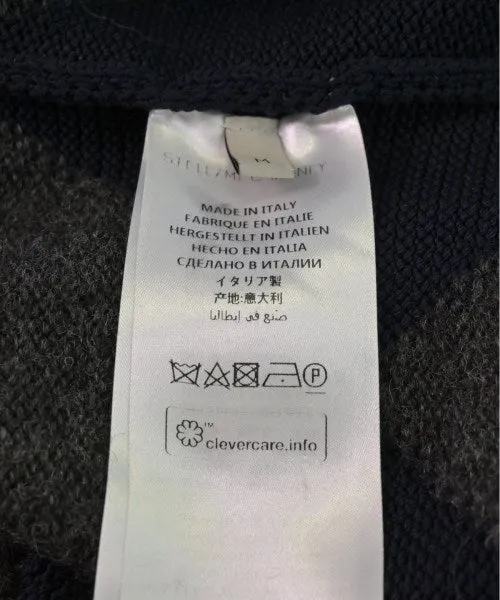 M
MADE IN ITALY
FABRIQUE EN ITALIE
HERGESTELLT IN ITALIEN
HECHO EN ITALIA
СДЕЛАНО В ИТАЛИИ
イタリア製
产地:意大利
صنع في إيطاليا
P
™
clevercare.info